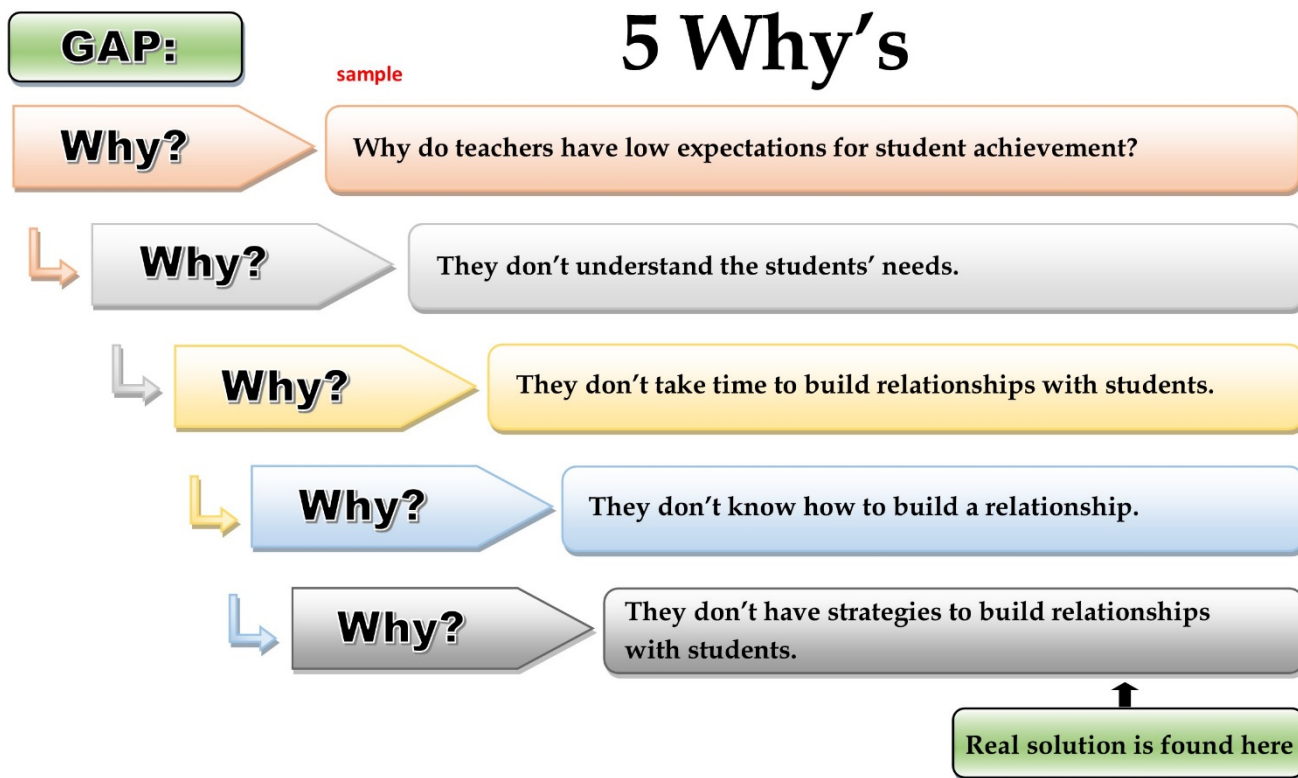 GAP:
5 Why’s
sample
Why?
Why do teachers have low expectations for student achievement?
Why?
They don’t understand the students’ needs.
Why?
They don’t take time to build relationships with students.
Why?
They don’t know how to build a relationship.
Why?
They don’t have strategies to build relationships
with students.
Real solution is found here